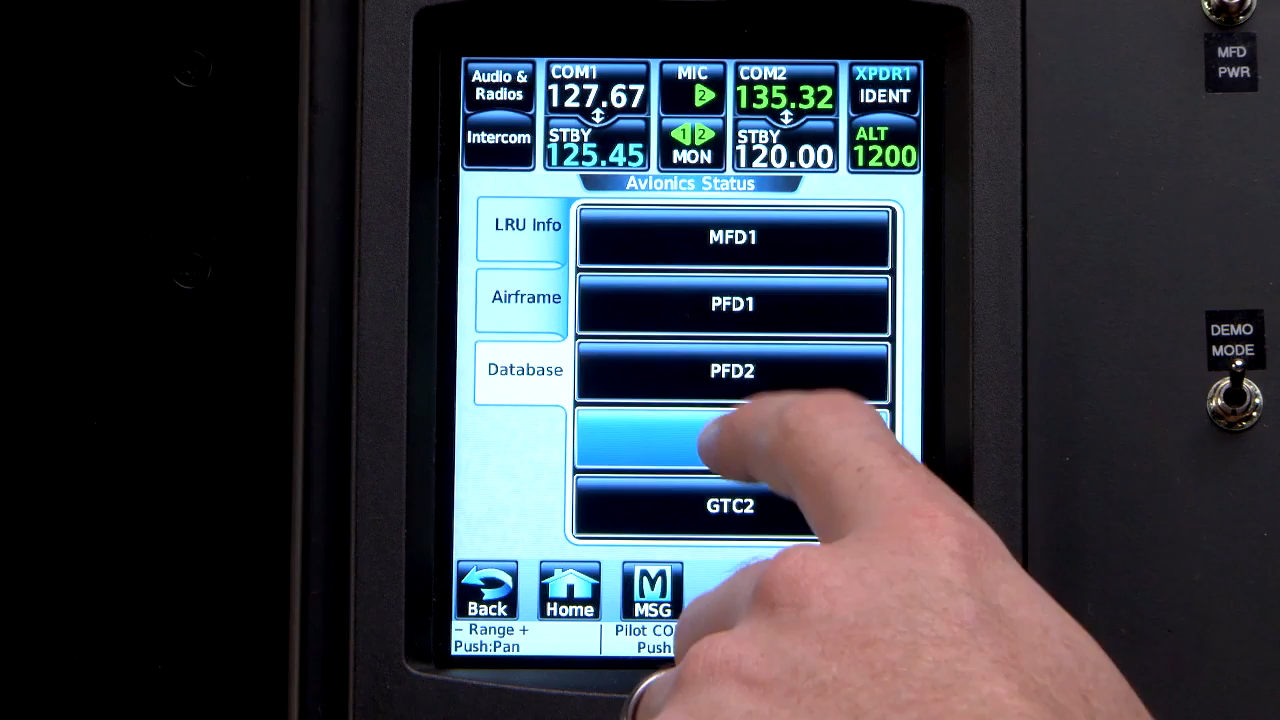 Audio &
Radios
Intercom
COM1
127.67
STBY
125.45
MIC
2
1 2
MON
COM2
135.32
STBY
120.00
XPDR1
IDENT
ALT
1200
Avionics Status
LRU Info
Airframe
Database
MFD1
PFD1
PFD2
GTC2
Back
Home
MSG
– Range +
Push:Pan
Pilot CO
Push
MFD
PWR
DEMO
MODE